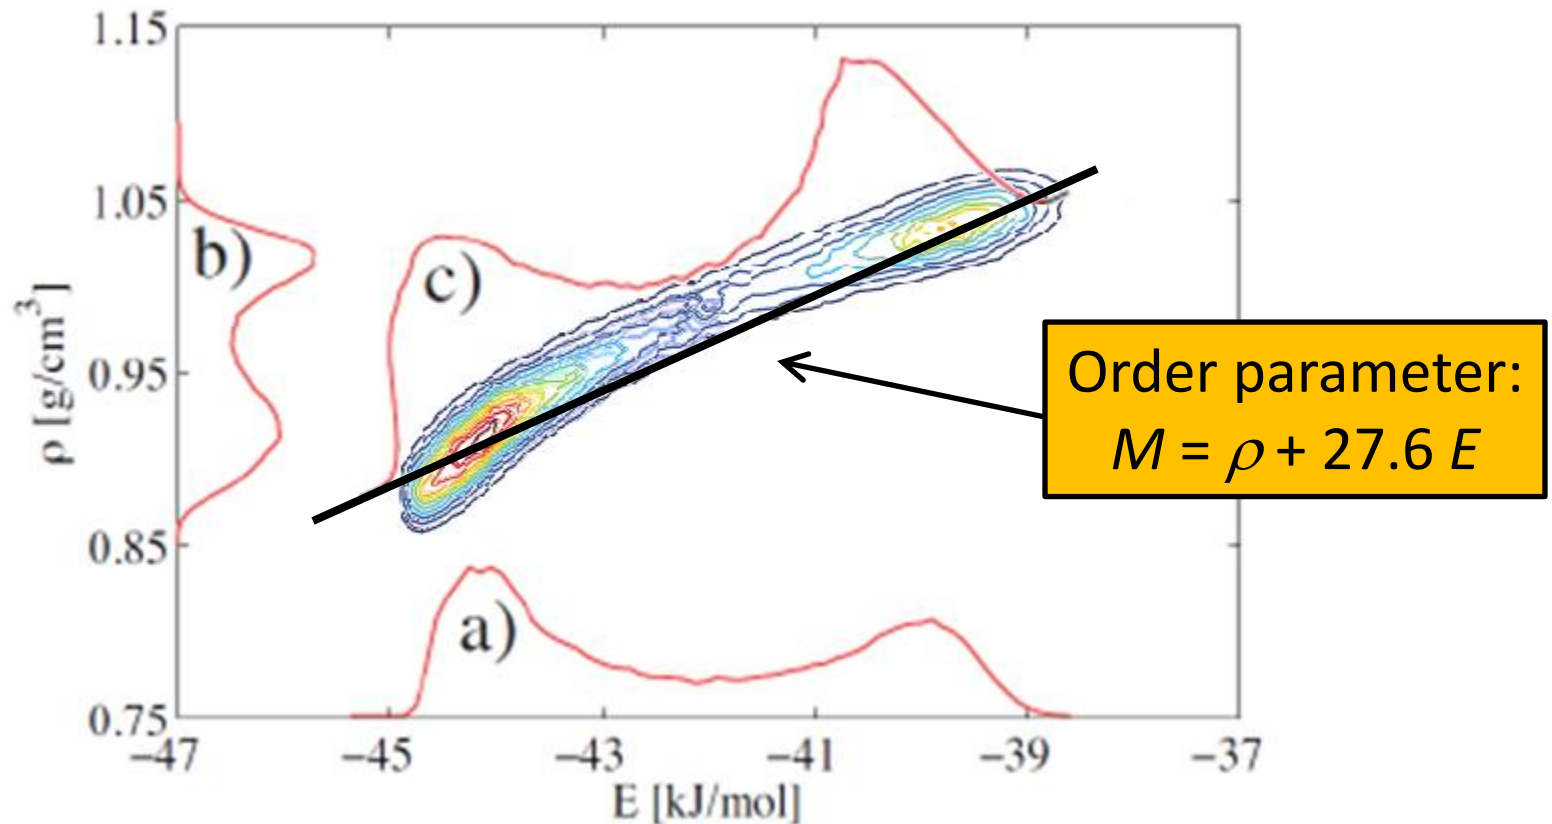 1.15
1.05
0.95
0.85
0.75
ρ [g/cm³]
b)
c)
a)
Order parameter:
M = ρ + 27.6 E
−47
−45
−43
−41
−39
−37
E [kJ/mol]